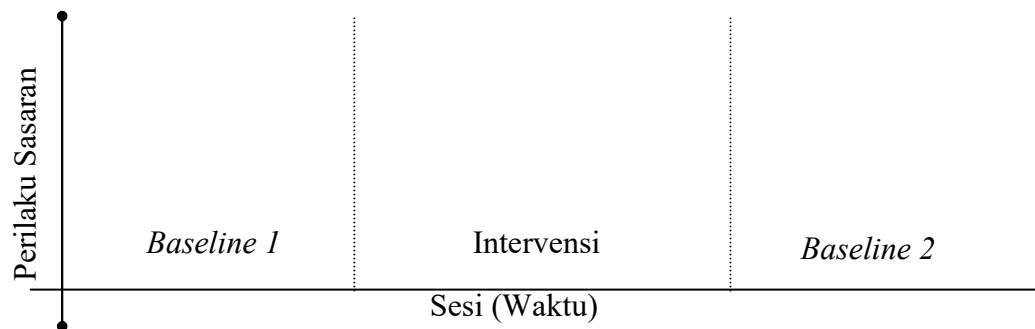 Perilaku Sasaran
Baseline 1
Intervensi
Baseline 2
Sesi (Waktu)